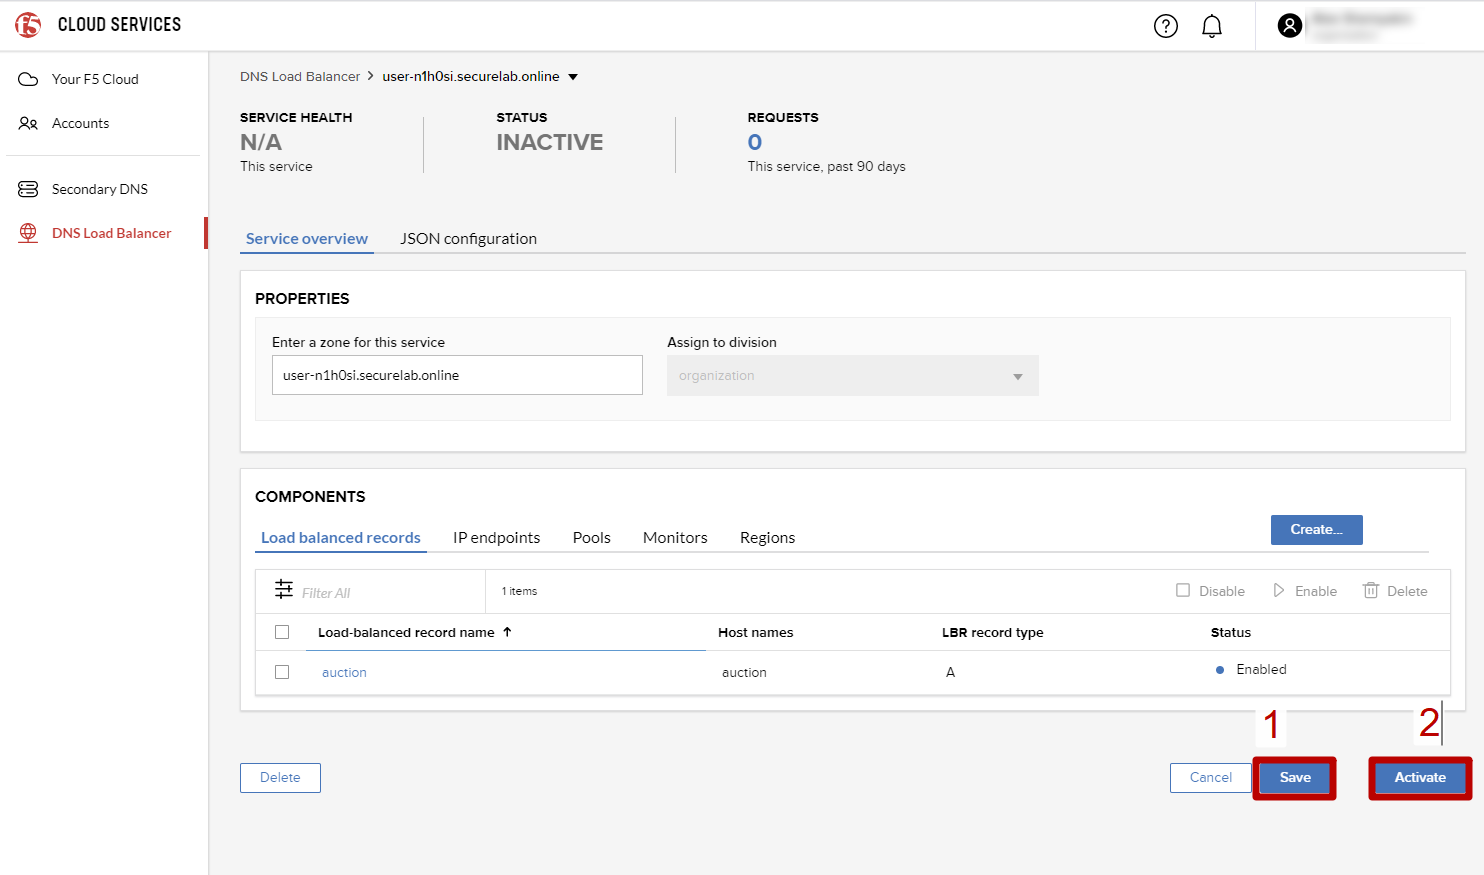 f5 CLOUD SERVICES
Your F5 Cloud
Accounts
Secondary DNS
DNS Load Balancer
DNS Load Balancer > user-n1h0si.securelab.online
SERVICE HEALTH
N/A
This service
STATUS
INACTIVE
REQUESTS
0
This service, past 90 days
Service overview JSON configuration
PROPERTIES
Enter a zone for this service Assign to division
user-n1h0si.securelab.online organization
COMPONENTS
Load balanced records IP endpoints Pools Monitors Regions Create...
Filter All 1 items Disable Enable Delete
Load-balanced record name ↑ Host names LBR record type Status
auction auction A Enabled
1 2
Delete Cancel Save Activate